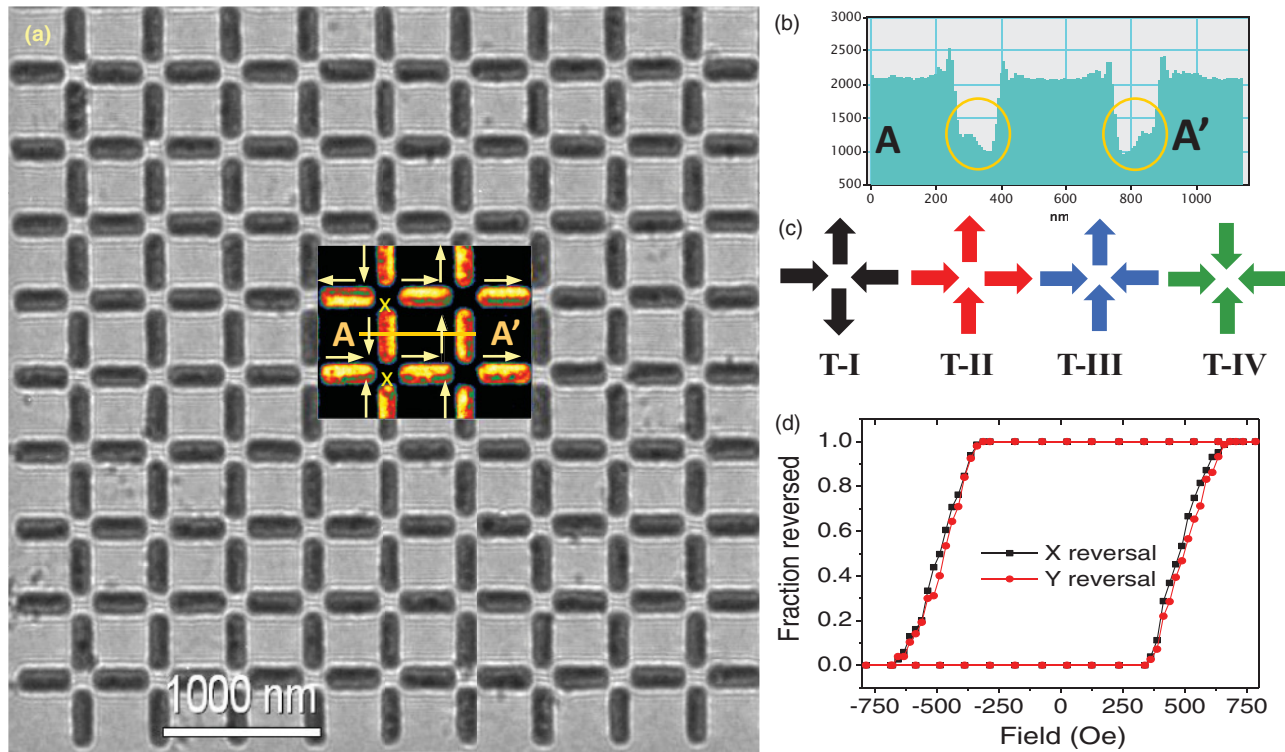 (a)
X
A A'
X
1000 nm
(b)
3000
2500
2000
1500
1000
500
A A'
0 200 400 600 800 1000
nm
(c)
T-I T-II T-III T-IV
(d)
1.0
0.8
0.6
0.4
0.2
0.0
Fraction reversed
X reversal
Y reversal
-750 -500 -250 0 250 500 750
Field (Oe)